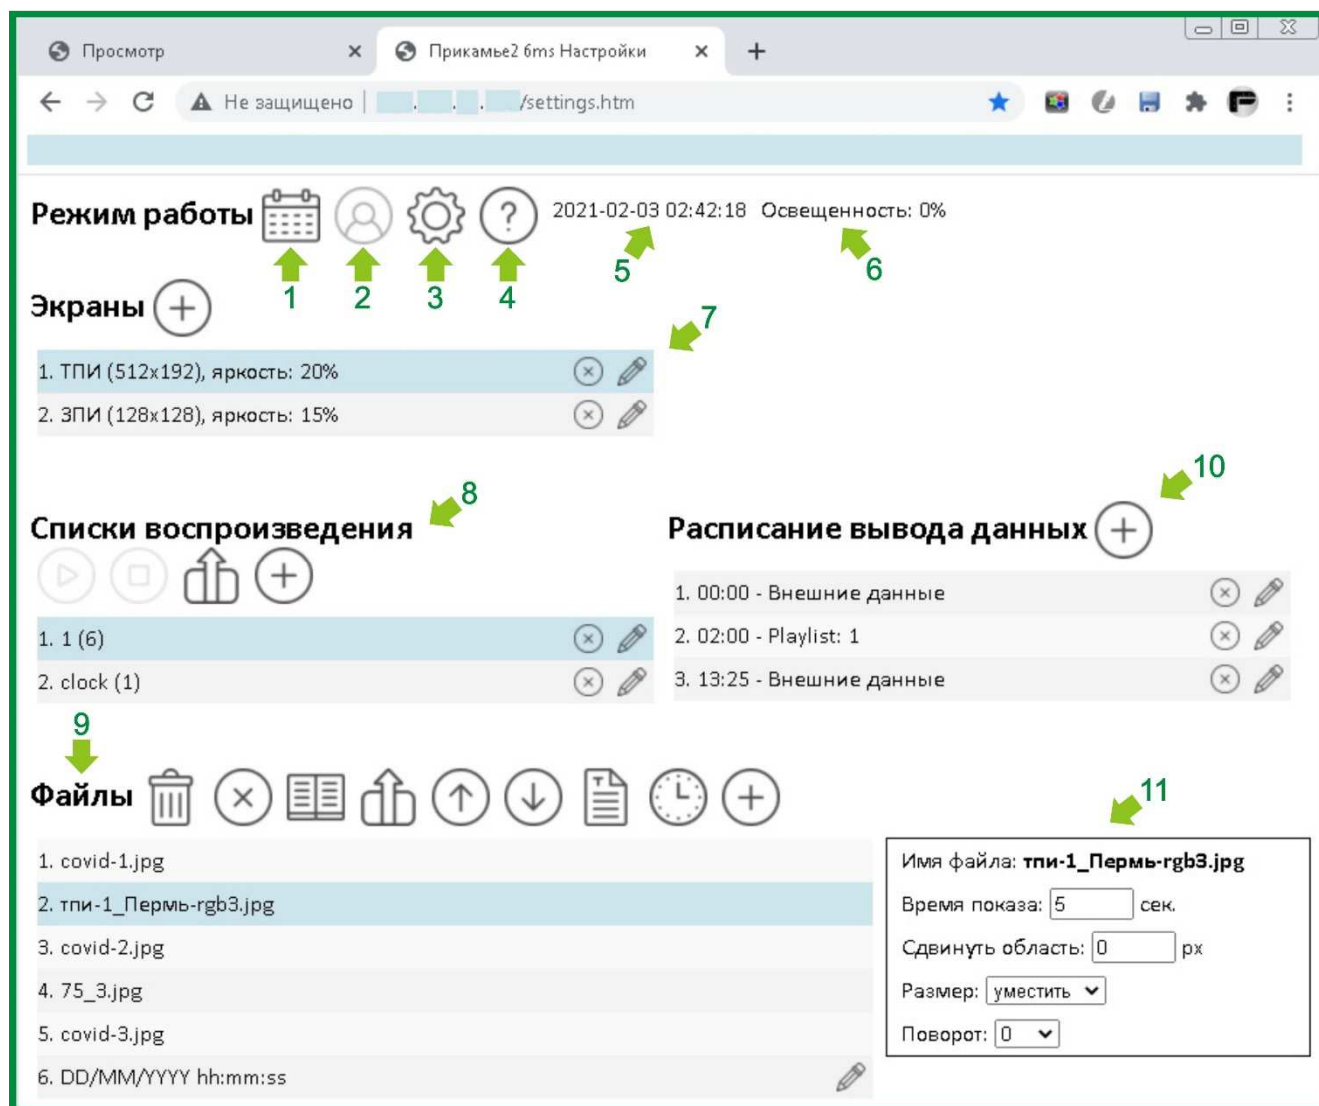 Просмотр
Прикамье2 6ms Настройки
Не защищено | . . . /settings.htm
Режим работы ? 2021-02-03 02:42:18 Освещенность: 0%
1 2 3 4 5 6
Экраны
7
1. ТПИ (512x192), яркость: 20%
2. ЗПИ (128x128), яркость: 15%
8
Списки воспроизведения
1. 1 (6)
2. clock (1)
10
Расписание вывода данных
1. 00:00 - Внешние данные
2. 02:00 - Playlist: 1
3. 13:25 - Внешние данные
9
Файлы
1. covid-1.jpg
2. тпи-1_Пермь-rgb3.jpg
3. covid-2.jpg
4. 75_3.jpg
5. covid-3.jpg
6. DD/MM/YYYY hh:mm:ss
11
Имя файла: тпи-1_Пермь-rgb3.jpg
Время показа: 5 сек.
Сдвинуть область: 0 px
Размер: уместить
Поворот: 0